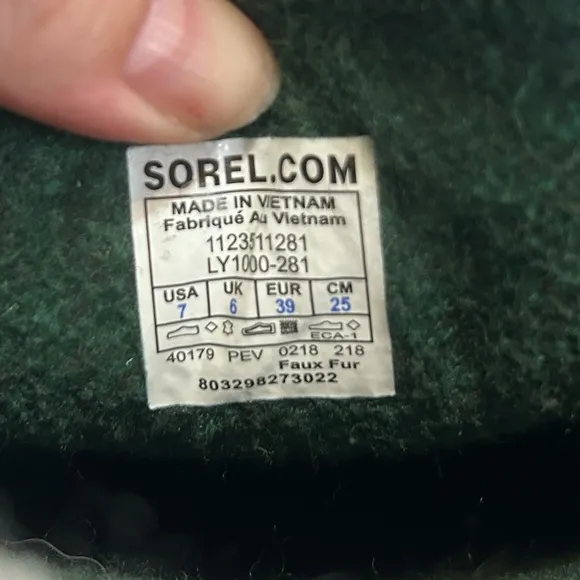 SOREL.COM
MADE IN VIETNAM
Fabriqué Au Vietnam
1123511281
LY1000-281
USA UK EUR CM
7 6 39 25
ECA-1
40179 PEV 0218 218
Faux Fur
803298273022